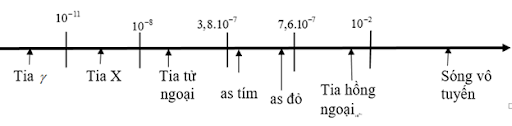 10⁻¹¹ 10⁻⁸ 3,8.10⁻⁷ 7,6.10⁻⁷ 10⁻²
Tia γ Tia X Tia tử ngoại as tím as đỏ Tia hồng ngoại Sóng vô tuyến